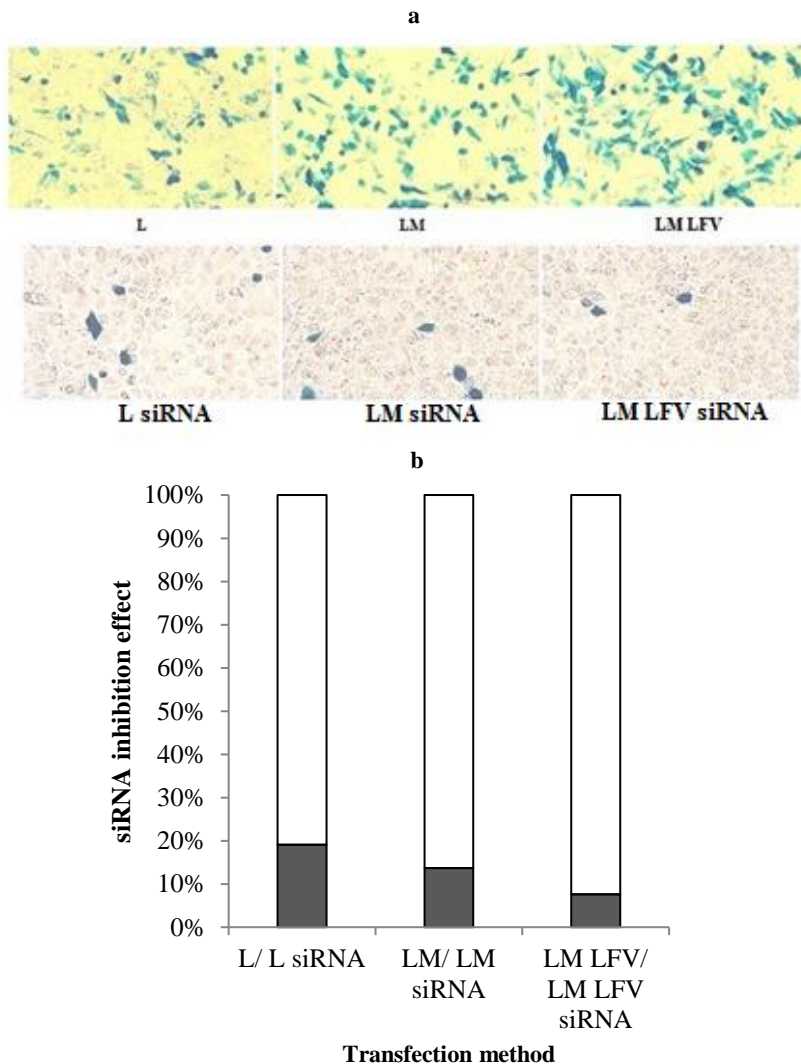 a
L LM LM LFV
L siRNA LM siRNA LM LFV siRNA
b
100%
90%
80%
70%
60%
50%
40%
30%
20%
10%
0%
siRNA inhibition effect
L/ L siRNA
LM/ LM
siRNA
LM LFV/
LM LFV
siRNA
Transfection method